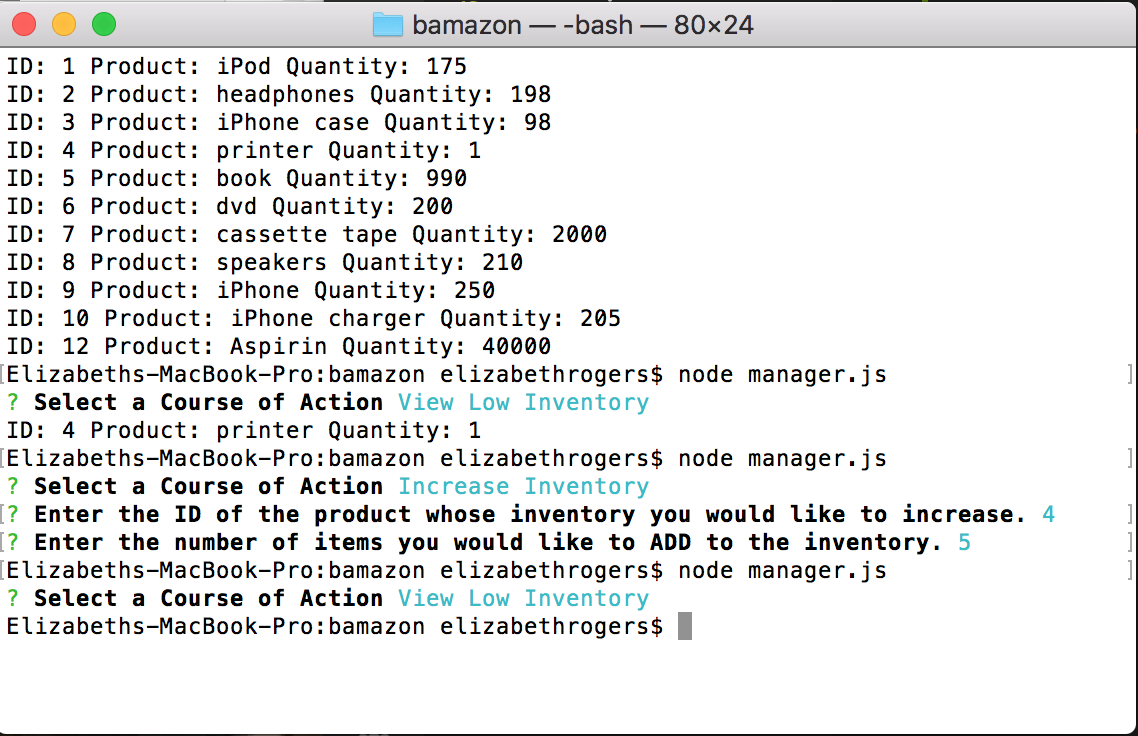 bamazon — -bash — 80×24
ID: 1 Product: iPod Quantity: 175
ID: 2 Product: headphones Quantity: 198
ID: 3 Product: iPhone case Quantity: 98
ID: 4 Product: printer Quantity: 1
ID: 5 Product: book Quantity: 990
ID: 6 Product: dvd Quantity: 200
ID: 7 Product: cassette tape Quantity: 2000
ID: 8 Product: speakers Quantity: 210
ID: 9 Product: iPhone Quantity: 250
ID: 10 Product: iPhone charger Quantity: 205
ID: 12 Product: Aspirin Quantity: 40000
[Elizabeths-MacBook-Pro:bamazon elizabethrogers$ node manager.js ]
? Select a Course of Action View Low Inventory
ID: 4 Product: printer Quantity: 1
[Elizabeths-MacBook-Pro:bamazon elizabethrogers$ node manager.js ]
? Select a Course of Action Increase Inventory
[? Enter the ID of the product whose inventory you would like to increase. 4 ]
[? Enter the number of items you would like to ADD to the inventory. 5 ]
[Elizabeths-MacBook-Pro:bamazon elizabethrogers$ node manager.js ]
? Select a Course of Action View Low Inventory
Elizabeths-MacBook-Pro:bamazon elizabethrogers$